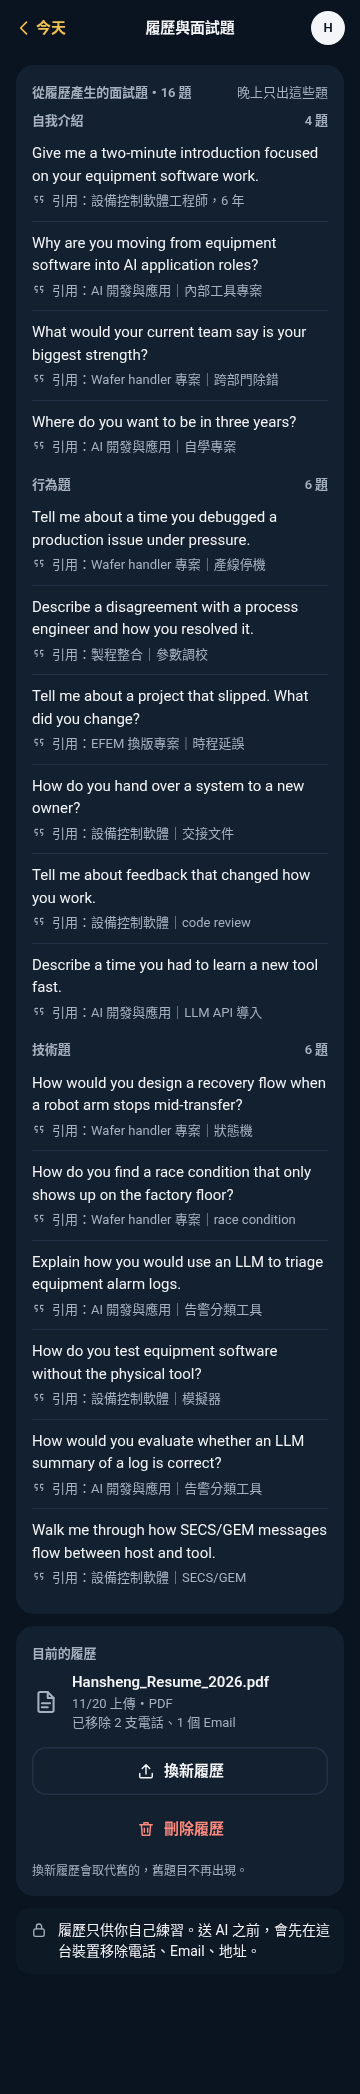 今天
履歷與面試題
H
從履歷產生的面試題・16 題
晚上只出這些題
自我介紹
4 題
Give me a two-minute introduction focused
on your equipment software work.
引用：設備控制軟體工程師，6 年
Why are you moving from equipment
software into AI application roles?
引用：AI 開發與應用｜內部工具專案
What would your current team say is your
biggest strength?
引用：Wafer handler 專案｜跨部門除錯
Where do you want to be in three years?
引用：AI 開發與應用｜自學專案
行為題
6 題
Tell me about a time you debugged a
production issue under pressure.
引用：Wafer handler 專案｜產線停機
Describe a disagreement with a process
engineer and how you resolved it.
引用：製程整合｜參數調校
Tell me about a project that slipped. What
did you change?
引用：EFEM 換版專案｜時程延誤
How do you hand over a system to a new
owner?
引用：設備控制軟體｜交接文件
Tell me about feedback that changed how
you work.
引用：設備控制軟體｜code review
Describe a time you had to learn a new tool
fast.
引用：AI 開發與應用｜LLM API 導入
技術題
6 題
How would you design a recovery flow when
a robot arm stops mid-transfer?
引用：Wafer handler 專案｜狀態機
How do you find a race condition that only
shows up on the factory floor?
引用：Wafer handler 專案｜race condition
Explain how you would use an LLM to triage
equipment alarm logs.
引用：AI 開發與應用｜告警分類工具
How do you test equipment software
without the physical tool?
引用：設備控制軟體｜模擬器
How would you evaluate whether an LLM
summary of a log is correct?
引用：AI 開發與應用｜告警分類工具
Walk me through how SECS/GEM messages
flow between host and tool.
引用：設備控制軟體｜SECS/GEM
目前的履歷
Hansheng_Resume_2026.pdf
11/20 上傳・PDF
已移除 2 支電話、1 個 Email
換新履歷
刪除履歷
換新履歷會取代舊的，舊題目不再出現。
履歷只供你自己練習。送 AI 之前，會先在這
台裝置移除電話、Email、地址。